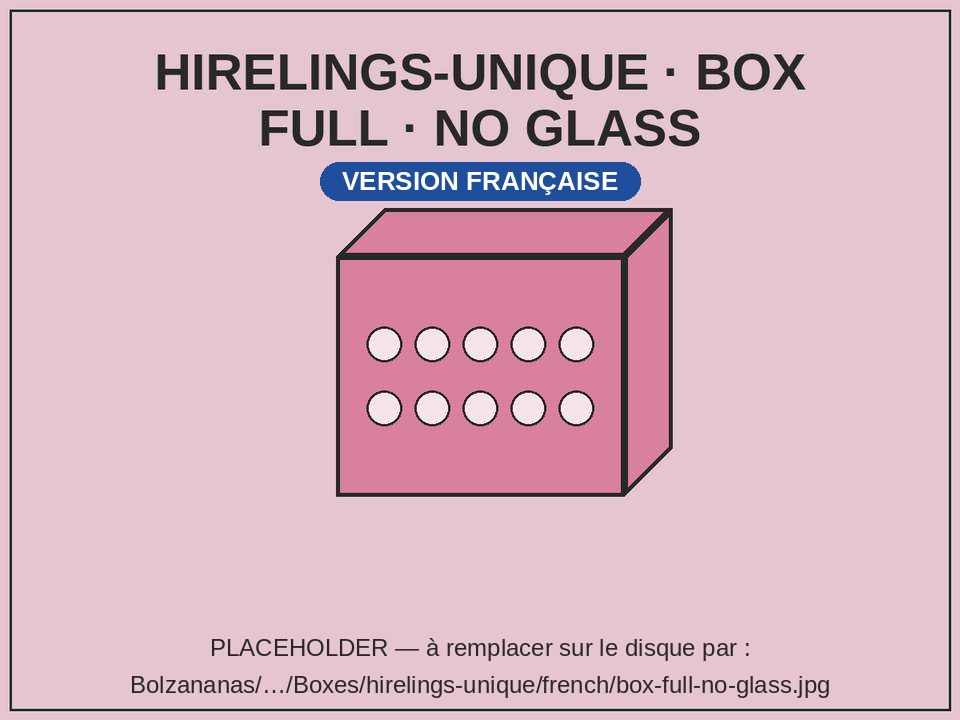 HIRELINGS-UNIQUE · BOX
FULL · NO GLASS
VERSION FRANÇAISE
PLACEHOLDER — à remplacer sur le disque par :
Bolzananas/…/Boxes/hirelings-unique/french/box-full-no-glass.jpg